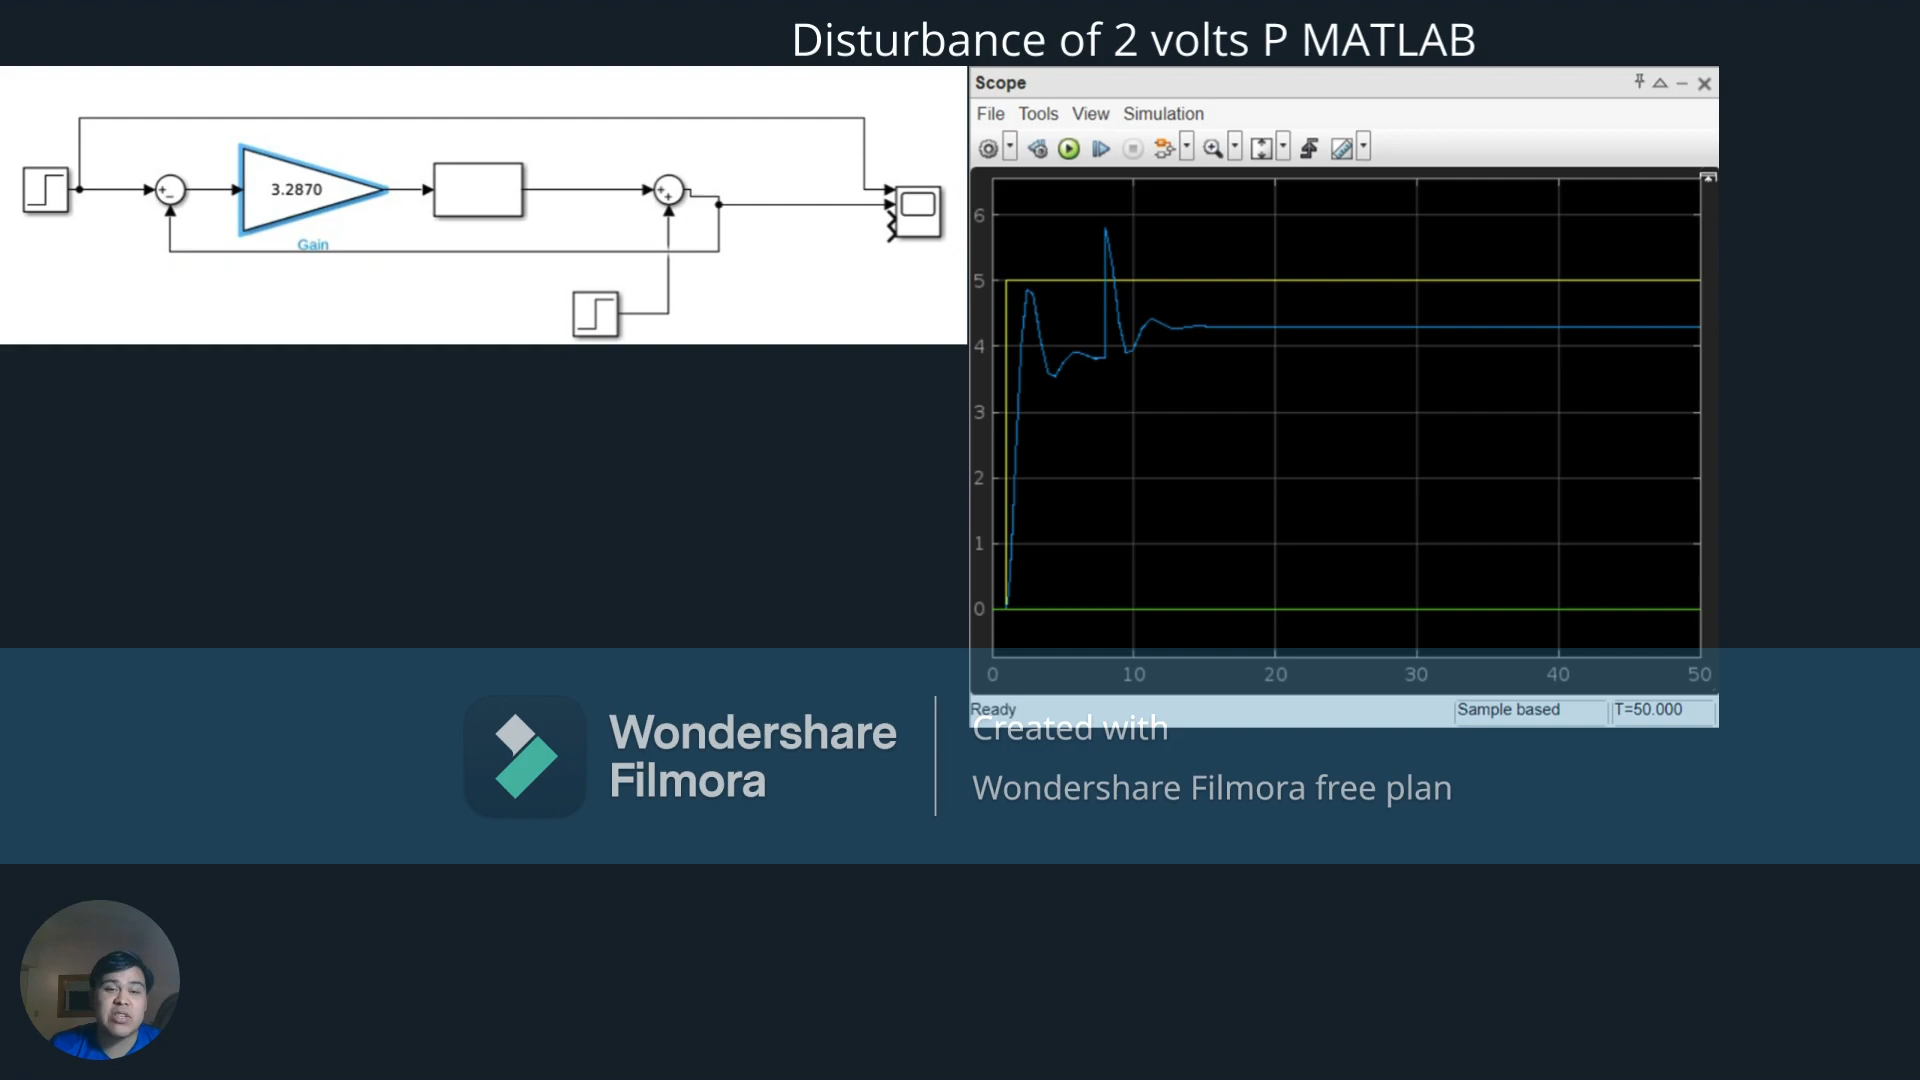 Disturbance of 2 volts P MATLAB
3.2870
Gain
Scope
File Tools View Simulation
6
5
4
3
2
1
0
0 10 20 30 40 50
Ready Sample based T=50.000
Wondershare
Filmora
Created with
Wondershare Filmora free plan